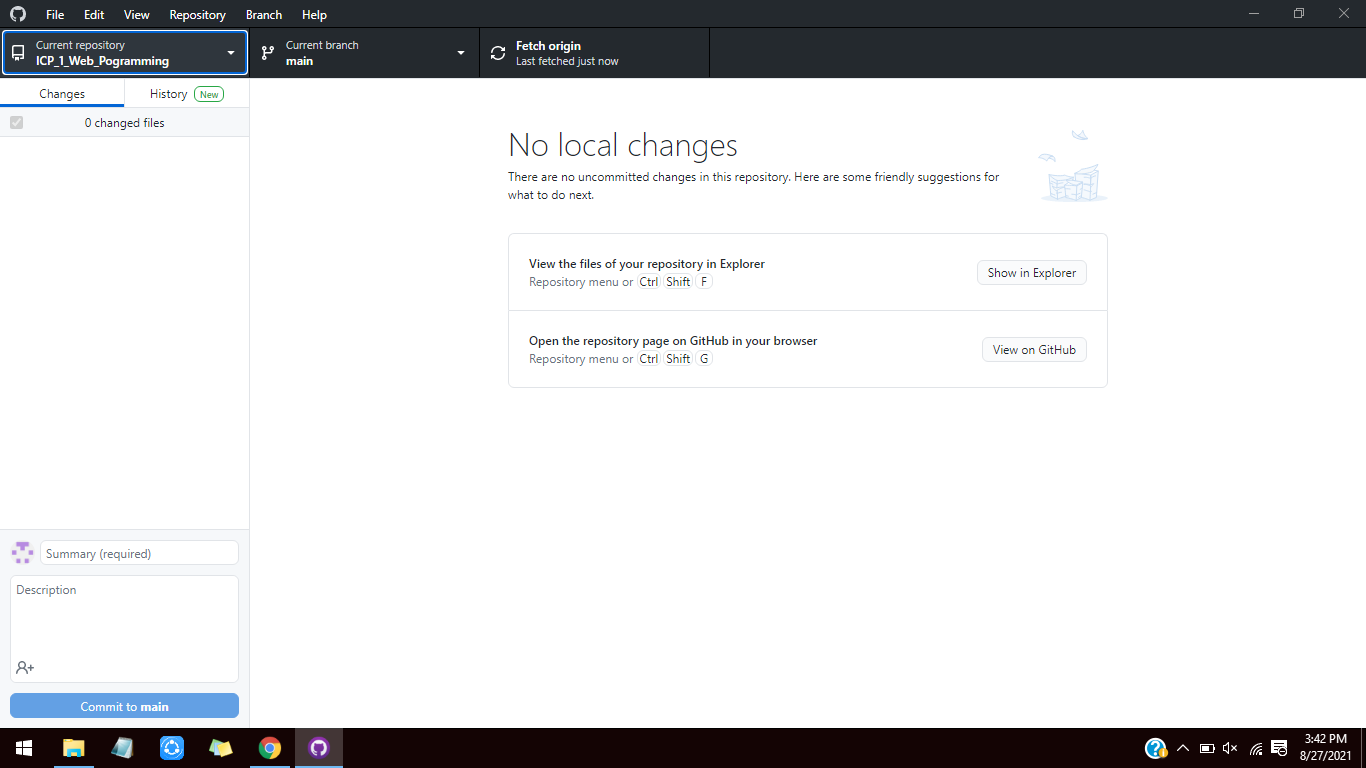 File Edit View Repository Branch Help
Current repository
ICP_1_Web_Pogramming
Current branch
main
Fetch origin
Last fetched just now
Changes
History New
0 changed files
No local changes
There are no uncommitted changes in this repository. Here are some friendly suggestions for
what to do next.
View the files of your repository in Explorer
Repository menu or Ctrl Shift F
Show in Explorer
Open the repository page on GitHub in your browser
Repository menu or Ctrl Shift G
View on GitHub
Summary (required)
Description
Commit to main
3:42 PM
8/27/2021